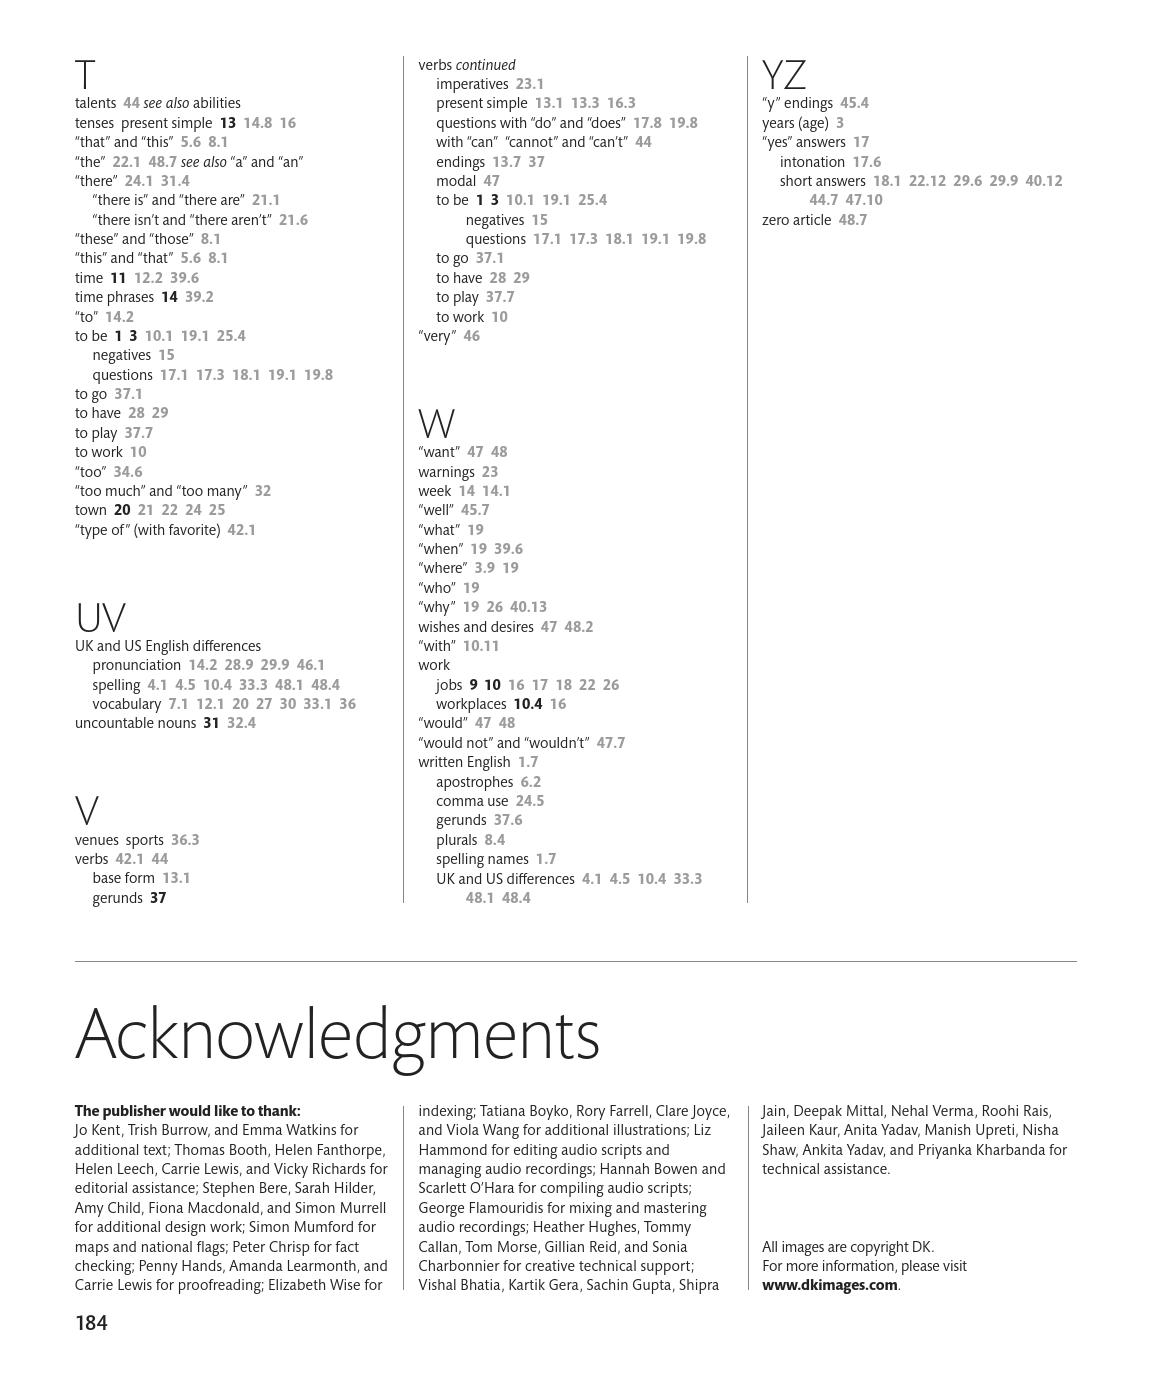 T
talents 44 see also abilities
tenses present simple 13 14.8 16
“that” and “this” 5.6 8.1
“the” 22.1 48.7 see also “a” and “an”
“there” 24.1 31.4
“there is” and “there are” 21.1
“there isn’t and “there aren’t” 21.6
“these” and “those” 8.1
“this” and “that” 5.6 8.1
time 11 12.2 39.6
time phrases 14 39.2
“to” 14.2
to be 1 3 10.1 19.1 25.4
negatives 15
questions 17.1 17.3 18.1 19.1 19.8
to go 37.1
to have 28 29
to play 37.7
to work 10
“too” 34.6
“too much” and “too many” 32
town 20 21 22 24 25
“type of” (with favorite) 42.1
UV
UK and US English differences
pronunciation 14.2 28.9 29.9 46.1
spelling 4.1 4.5 10.4 33.3 48.1 48.4
vocabulary 7.1 12.1 20 27 30 33.1 36
uncountable nouns 31 32.4
V
venues sports 36.3
verbs 42.1 44
base form 13.1
gerunds 37
verbs continued
imperatives 23.1
present simple 13.1 13.3 16.3
questions with “do” and “does” 17.8 19.8
with “can” “cannot” and “can’t” 44
endings 13.7 37
modal 47
to be 1 3 10.1 19.1 25.4
negatives 15
questions 17.1 17.3 18.1 19.1 19.8
to go 37.1
to have 28 29
to play 37.7
to work 10
“very” 46
W
“want” 47 48
warnings 23
week 14 14.1
“well” 45.7
“what” 19
“when” 19 39.6
“where” 3.9 19
“who” 19
“why” 19 26 40.13
wishes and desires 47 48.2
“with” 10.11
work
jobs 9 10 16 17 18 22 26
workplaces 10.4 16
“would” 47 48
“would not” and “wouldn’t” 47.7
written English 1.7
apostrophes 6.2
comma use 24.5
gerunds 37.6
plurals 8.4
spelling names 1.7
UK and US differences 4.1 4.5 10.4 33.3
48.1 48.4
YZ
“y” endings 45.4
years (age) 3
“yes” answers 17
intonation 17.6
short answers 18.1 22.12 29.6 29.9 40.12
44.7 47.10
zero article 48.7
Acknowledgments
The publisher would like to thank:
Jo Kent, Trish Burrow, and Emma Watkins for
additional text; Thomas Booth, Helen Fanthorpe,
Helen Leech, Carrie Lewis, and Vicky Richards for
editorial assistance; Stephen Bere, Sarah Hilder,
Amy Child, Fiona Macdonald, and Simon Murrell
for additional design work; Simon Mumford for
maps and national flags; Peter Chrisp for fact
checking; Penny Hands, Amanda Learmonth, and
Carrie Lewis for proofreading; Elizabeth Wise for
indexing; Tatiana Boyko, Rory Farrell, Clare Joyce,
and Viola Wang for additional illustrations; Liz
Hammond for editing audio scripts and
managing audio recordings; Hannah Bowen and
Scarlett O’Hara for compiling audio scripts;
George Flamouridis for mixing and mastering
audio recordings; Heather Hughes, Tommy
Callan, Tom Morse, Gillian Reid, and Sonia
Charbonnier for creative technical support;
Vishal Bhatia, Kartik Gera, Sachin Gupta, Shipra
Jain, Deepak Mittal, Nehal Verma, Roohi Rais,
Jaileen Kaur, Anita Yadav, Manish Upreti, Nisha
Shaw, Ankita Yadav, and Priyanka Kharbanda for
technical assistance.
All images are copyright DK.
For more information, please visit
www.dkimages.com.
184